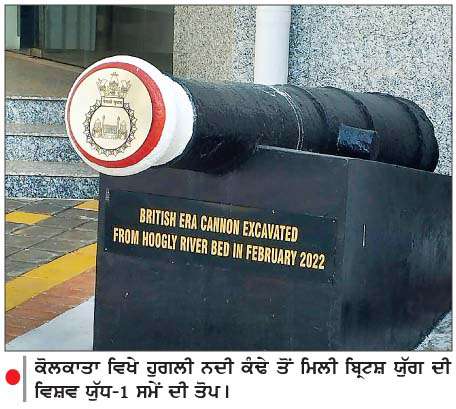 BRITISH ERA CANNON EXCAVATED
FROM HOOGLY RIVER BED IN FEBRUARY 2022
ਕੋਲਕਾਤਾ ਵਿਖੇ ਹੁਗਲੀ ਨਦੀ ਕੰਢੇ ਤੋਂ ਮਿਲੀ ਬ੍ਰਿਟਸ਼ ਯੁੱਗ ਦੀ
ਵਿਸ਼ਵ ਯੁੱਧ-1 ਸਮੇਂ ਦੀ ਤੋਪ।